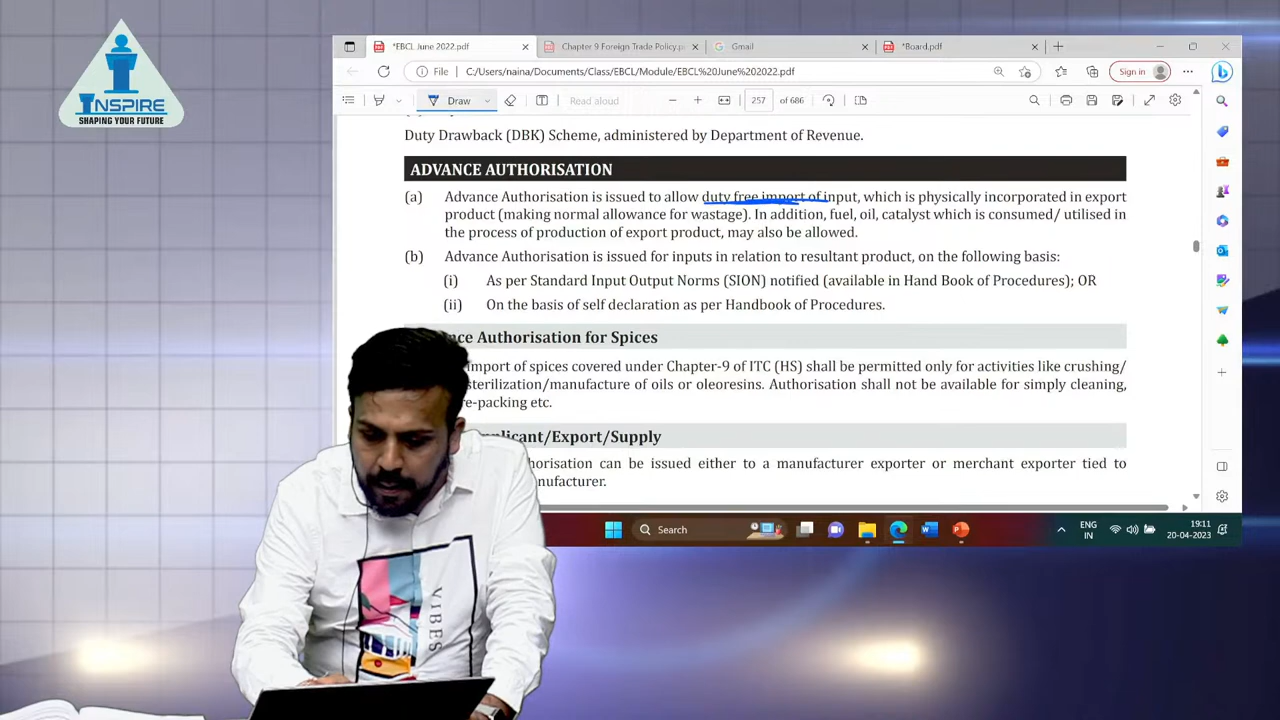 INSPIRE
SHAPING YOUR FUTURE
*EBCL June 2022.pdf
Chapter 9 Foreign Trade Policy.p
Gmail
*Board.pdf
File
C:/Users/naina/Documents/Class/EBCL/Module/EBCL%20June%202022.pdf
Sign in
Draw
Read aloud
257
of 686
Duty Drawback (DBK) Scheme, administered by Department of Revenue.
ADVANCE AUTHORISATION
(a) Advance Authorisation is issued to allow duty free import of input, which is physically incorporated in export
product (making normal allowance for wastage). In addition, fuel, oil, catalyst which is consumed/ utilised in
the process of production of export product, may also be allowed.
(b) Advance Authorisation is issued for inputs in relation to resultant product, on the following basis:
(i) As per Standard Input Output Norms (SION) notified (available in Hand Book of Procedures); OR
(ii) On the basis of self declaration as per Handbook of Procedures.
Authorisation for Spices
import of spices covered under Chapter-9 of ITC (HS) shall be permitted only for activities like crushing/
sterilization/manufacture of oils or oleoresins. Authorisation shall not be available for simply cleaning,
re-packing etc.
/Export/Supply
can be issued either to a manufacturer exporter or merchant exporter tied to
VIBES
Search
ENG
IN
19:11
20-04-2023